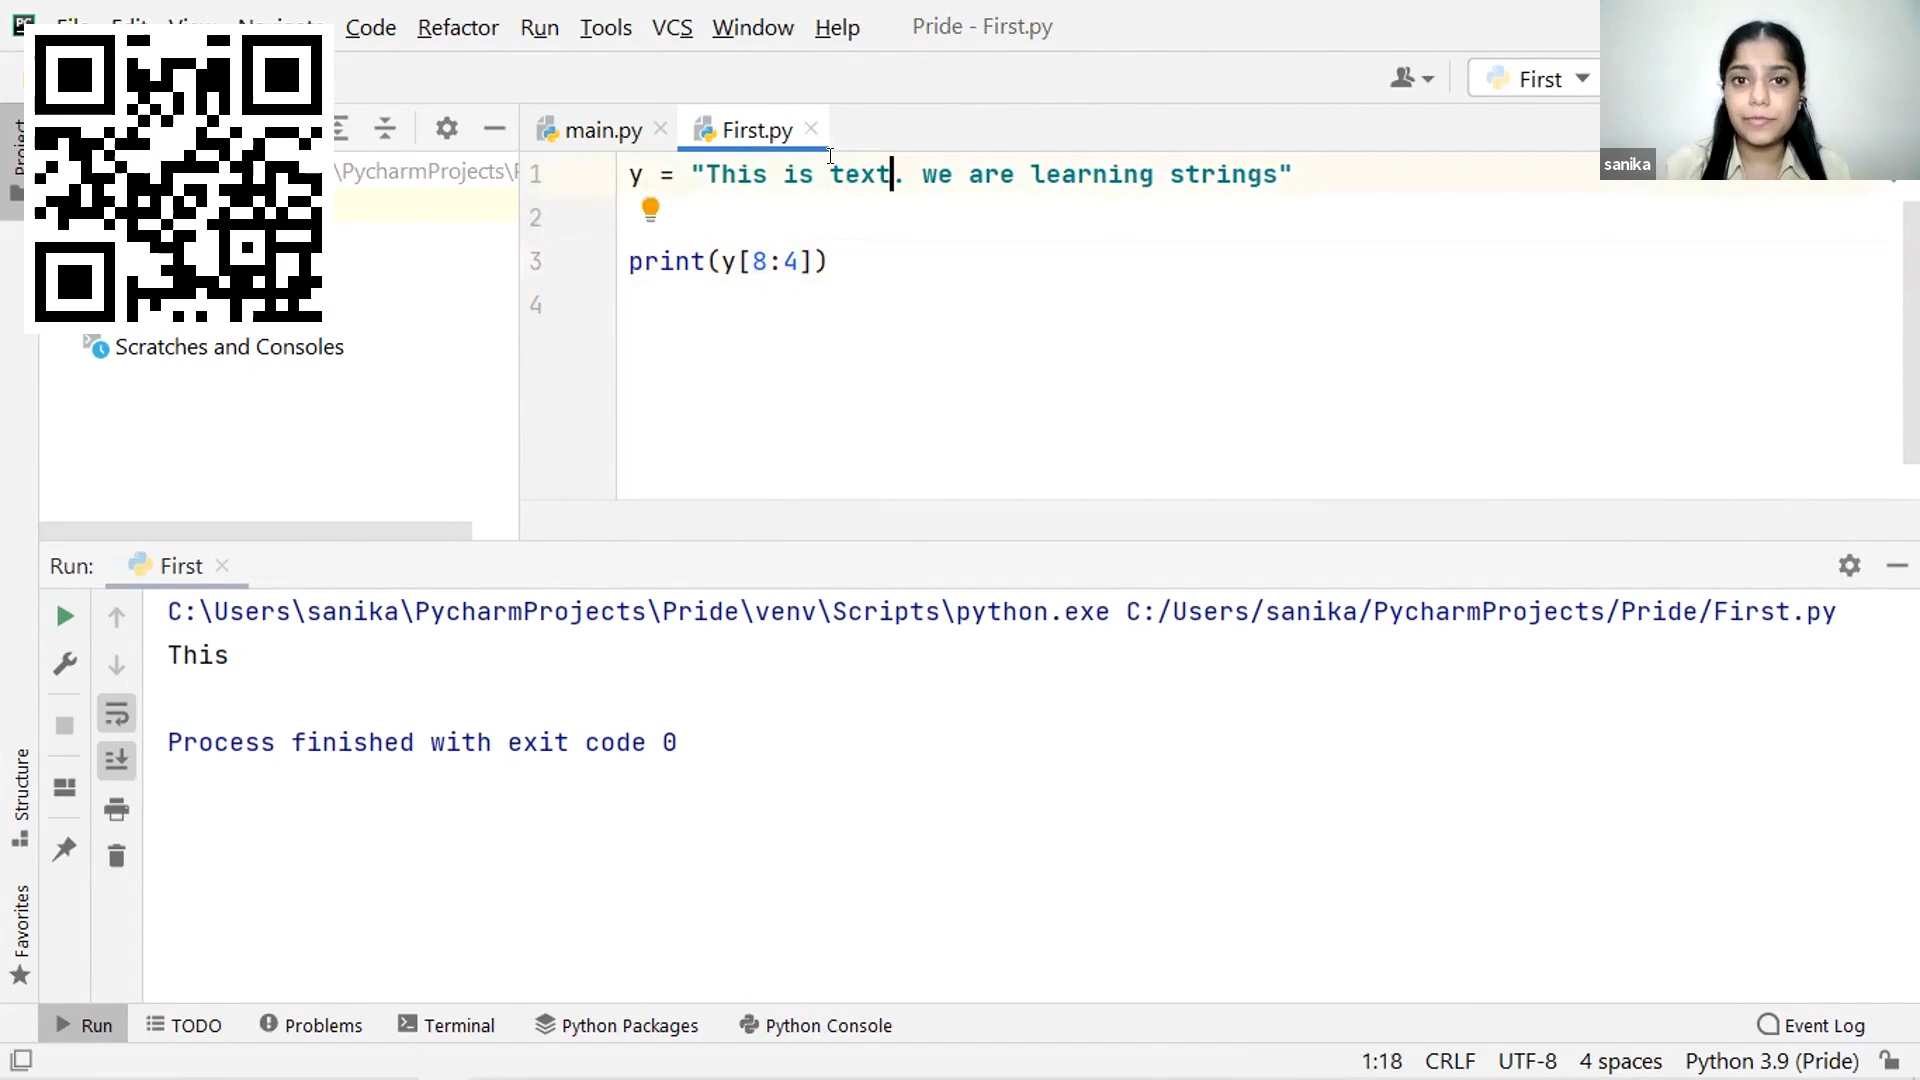 Code Refactor Run Tools VCS Window Help Pride - First.py
First
sanika
Project
main.py First.py
\PycharmProjects\
1 y = "This is text. we are learning strings"
2
3 print(y[8:4])
4
Scratches and Consoles
Run: First
C:\Users\sanika\PycharmProjects\Pride\venv\Scripts\python.exe C:/Users/sanika/PycharmProjects/Pride/First.py
This
Process finished with exit code 0
Structure
Favorites
Run TODO Problems Terminal Python Packages Python Console Event Log
1:18 CRLF UTF-8 4 spaces Python 3.9 (Pride)